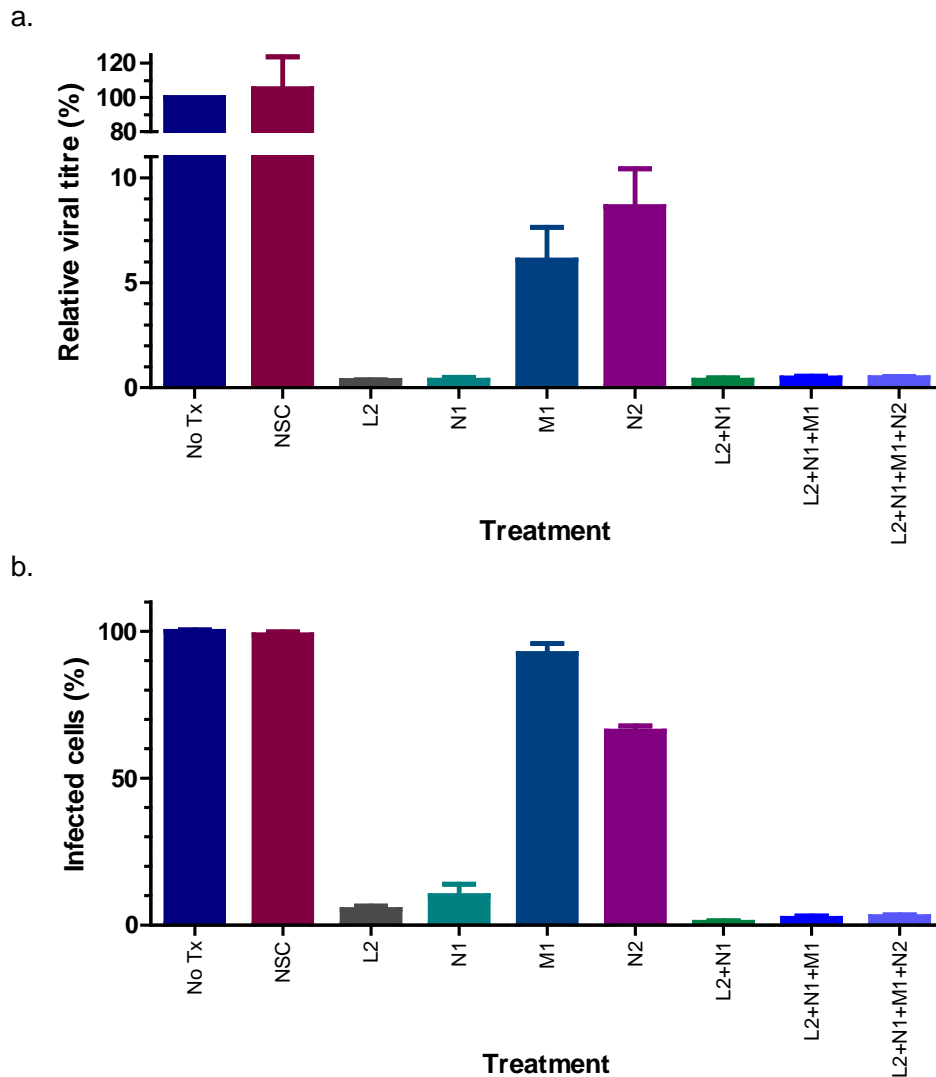 a.
120
100
80
10
5
0
Relative viral titre (%)
No Tx
NSC
L2
N1
M1
N2
L2+N1
L2+N1+M1
L2+N1+M1+N2
Treatment
b.
100
50
0
Infected cells (%)
No Tx
NSC
L2
N1
M1
N2
L2+N1
L2+N1+M1
L2+N1+M1+N2
Treatment